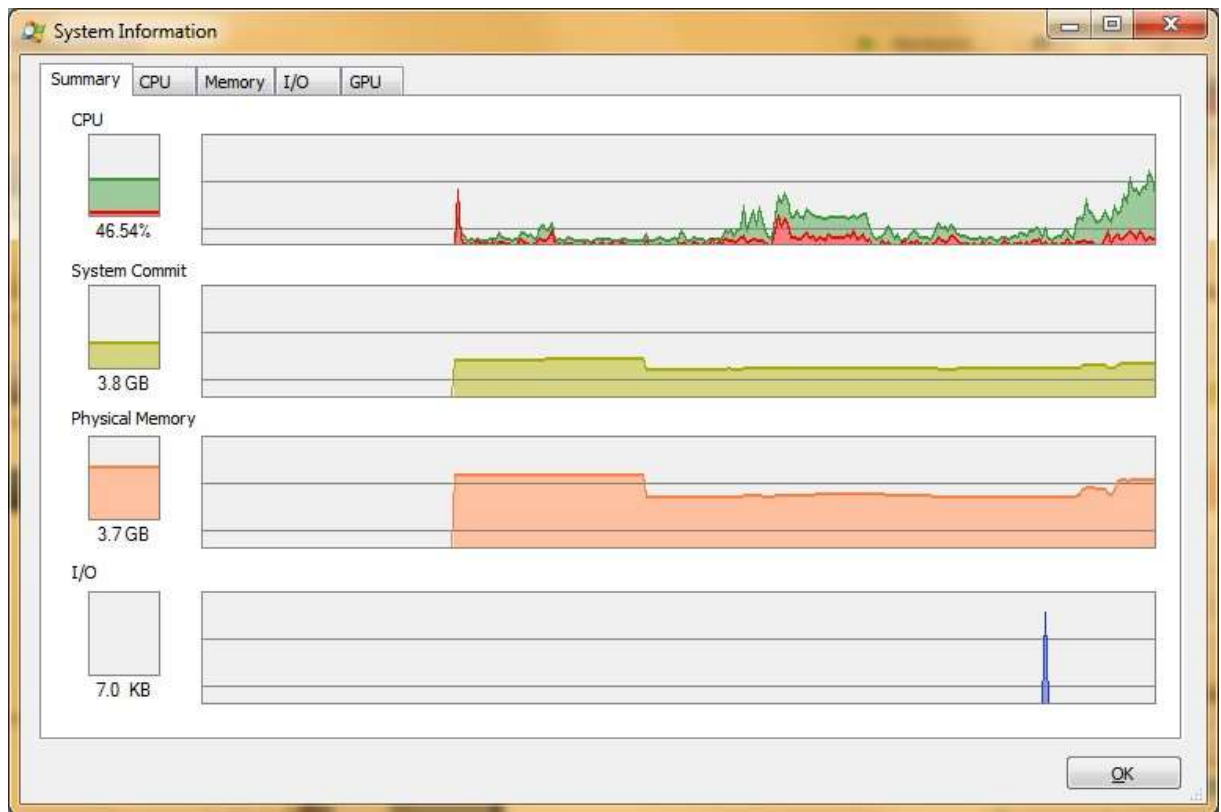 System Information
Summary CPU Memory I/O GPU
CPU
46.54%
System Commit
3.8 GB
Physical Memory
3.7 GB
I/O
7.0 KB
OK